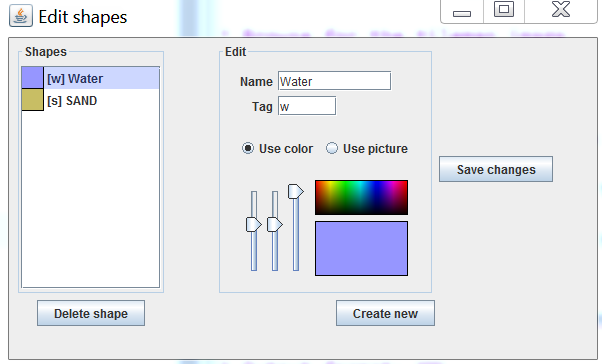 Edit shapes
Shapes
[w] Water
[s] SAND
Edit
Name Water
Tag w
Use color Use picture
Save changes
Delete shape
Create new